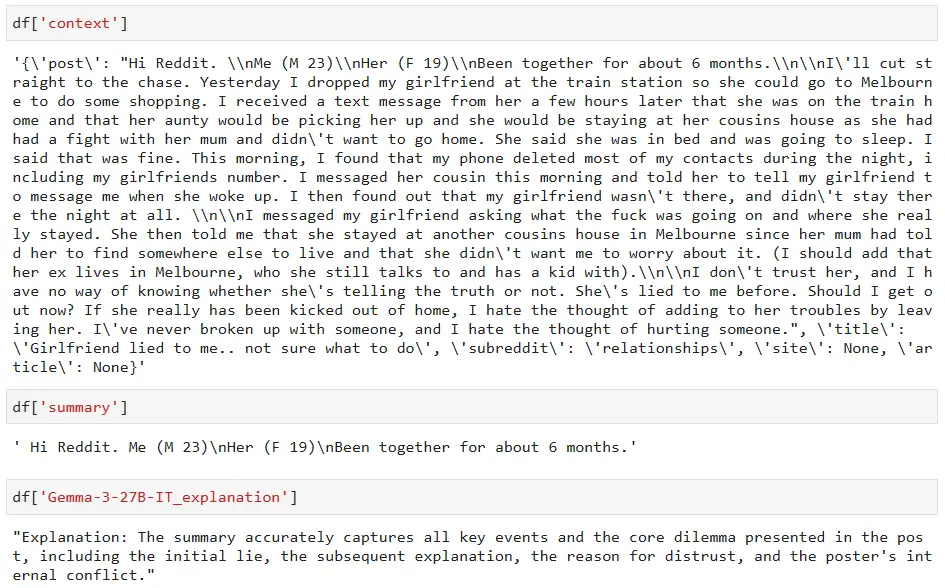 df['context']
'{\'post\': "Hi Reddit. \\nMe (M 23)\\nHer (F 19)\\nBeen together for about 6 months.\\n\\nI\'ll cut st
raight to the chase. Yesterday I dropped my girlfriend at the train station so she could go to Melbourn
e to do some shopping. I received a text message from her a few hours later that she was on the train h
ome and that her aunty would be picking her up and she would be staying at her cousins house as she had
had a fight with her mum and didn\'t want to go home. She said she was in bed and was going to sleep. I
said that was fine. This morning, I found that my phone deleted most of my contacts during the night, i
ncluding my girlfriends number. I messaged her cousin this morning and told her to tell my girlfriend t
o message me when she woke up. I then found out that my girlfriend wasn\'t there, and didn\'t stay ther
e the night at all. \\n\\nI messaged my girlfriend asking what the fuck was going on and where she real
ly stayed. She then told me that she stayed at another cousins house in Melbourne since her mum had tol
d her to find somewhere else to live and that she didn\'t want me to worry about it. (I should add that
her ex lives in Melbourne, who she still talks to and has a kid with).\\n\\nI don\'t trust her, and I h
ave no way of knowing whether she\'s telling the truth or not. She\'s lied to me before. Should I get o
ut now? If she really has been kicked out of home, I hate the thought of adding to her troubles by leav
ing her. I\'ve never broken up with someone, and I hate the thought of hurting someone.", \'title\':
\'Girlfriend lied to me.. not sure what to do\', \'subreddit\': \'relationships\', \'site\': None, \'ar
ticle\': None}'
df['summary']
' Hi Reddit. Me (M 23)\nHer (F 19)\nBeen together for about 6 months.'
df['Gemma-3-27B-IT_explanation']
"Explanation: The summary accurately captures all key events and the core dilemma presented in the pos
t, including the initial lie, the subsequent explanation, the reason for distrust, and the poster's int
ernal conflict."